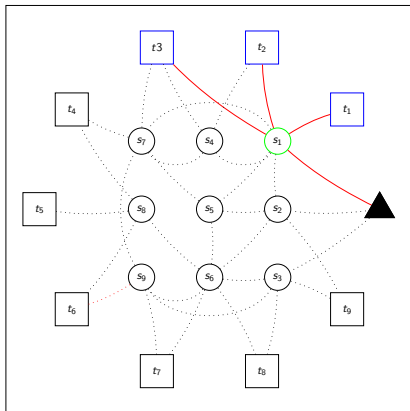 t3 t₂
t₄ t₁
s₇ s₄ s₁
t₅ s₈ s₅ s₂
s₉ s₆ s₃
t₆ t₉
t₇ t₈